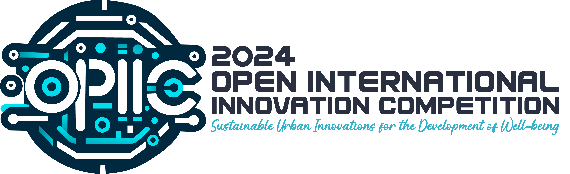 OPIIC
2024
OPEN INTERNATIONAL
INNOVATION COMPETITION
Sustainable Urban Innovations for the Development of Well-being